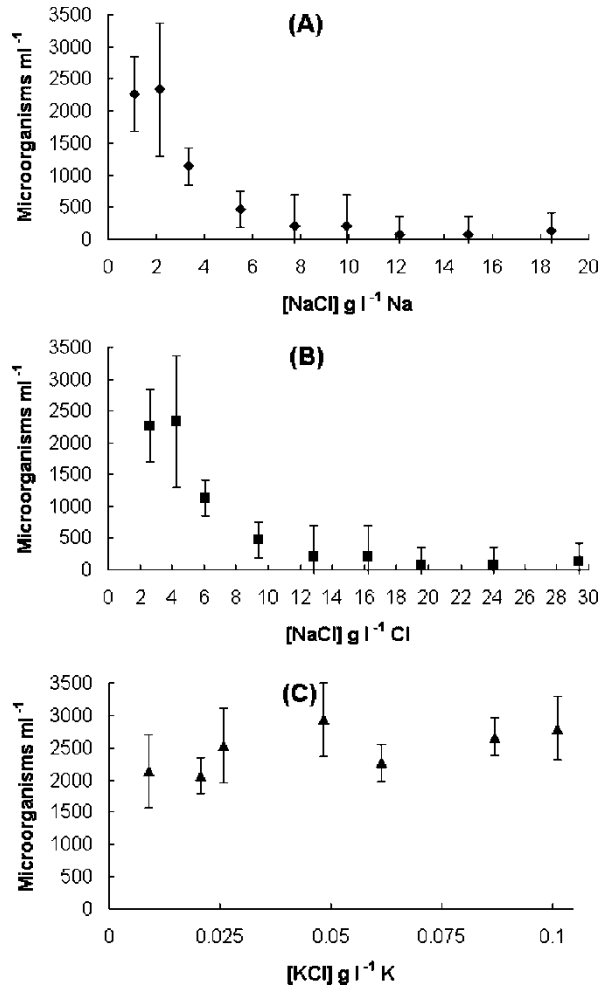 (A)
3500
3000
2500
2000
1500
1000
500
0
Microorganisms ml⁻¹
0 2 4 6 8 10 12 14 16 18 20
[NaCl] g l⁻¹ Na
(B)
3500
3000
2500
2000
1500
1000
500
0
Microorganisms ml⁻¹
0 2 4 6 8 10 12 14 16 18 20 22 24 26 28 30
[NaCl] g l⁻¹ Cl
(C)
3500
3000
2500
2000
1500
1000
500
0
Microorganisms ml⁻¹
0 0.025 0.05 0.075 0.1
[KCl] g l⁻¹ K